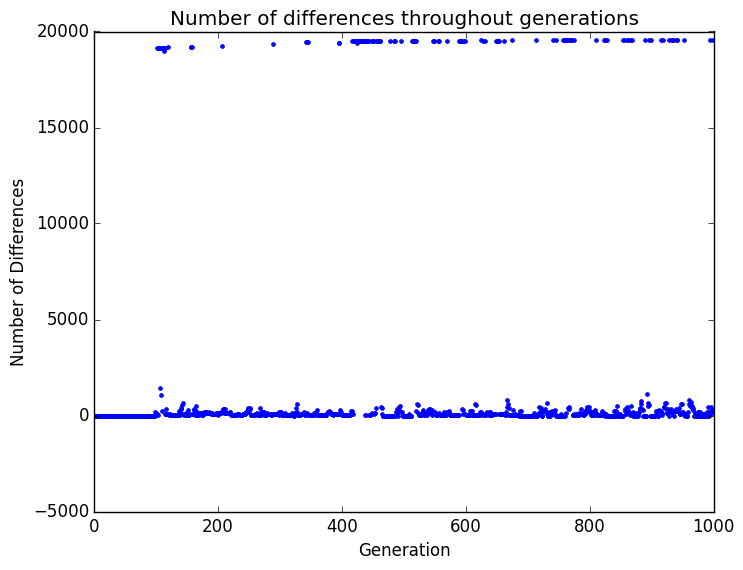 Number of differences throughout generations
20000
15000
10000
5000
0
−5000
Number of Differences
0 200 400 600 800 1000
Generation